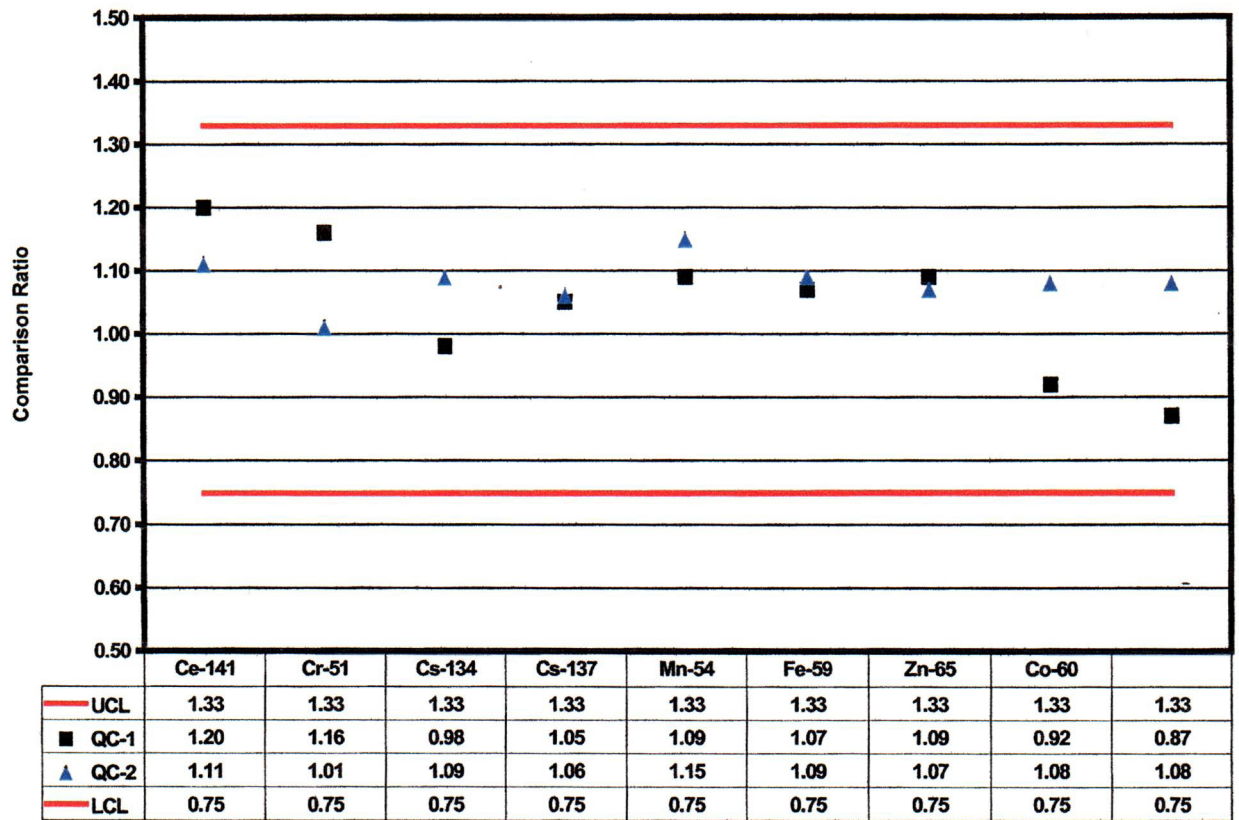 1.50
1.40
1.30
1.20
1.10
1.00
0.90
0.80
0.70
0.60
0.50
Comparison Ratio
Ce-141 Cr-51 Cs-134 Cs-137 Mn-54 Fe-59 Zn-65 Co-60
UCL 1.33 1.33 1.33 1.33 1.33 1.33 1.33 1.33 1.33
QC-1 1.20 1.16 0.98 1.05 1.09 1.07 1.09 0.92 0.87
QC-2 1.11 1.01 1.09 1.06 1.15 1.09 1.07 1.08 1.08
LCL 0.75 0.75 0.75 0.75 0.75 0.75 0.75 0.75 0.75